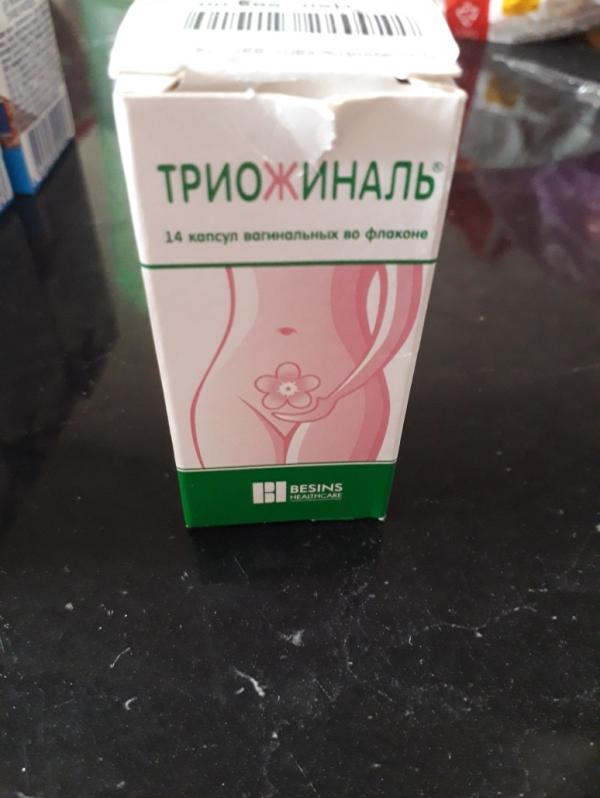 ТРИОЖИНАЛЬ®
14 капсул вагинальных во флаконе
BESINS
HEALTHCARE